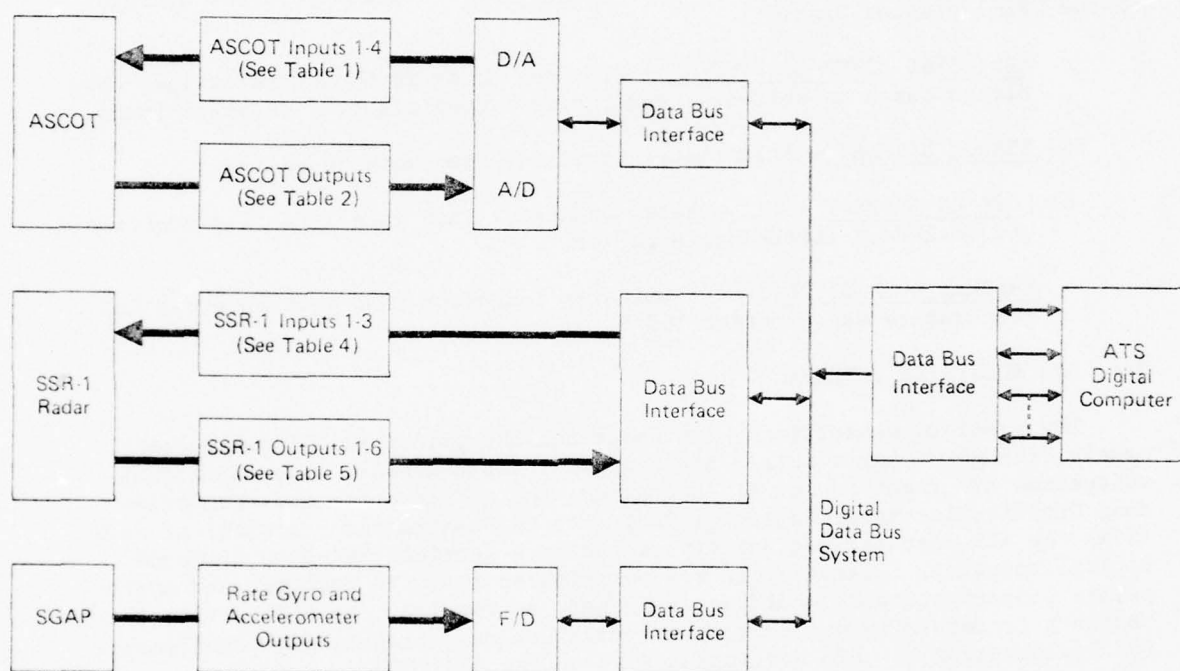 ASCOT
ASCOT Inputs 1-4
(See Table 1)
D/A
ASCOT Outputs
(See Table 2)
A/D
Data Bus
Interface
SSR-1
Radar
SSR-1 Inputs 1-3
(See Table 4)
SSR-1 Outputs 1-6
(See Table 5)
Data Bus
Interface
Data Bus
Interface
ATS
Digital
Computer
Digital
Data Bus
System
SGAP
Rate Gyro and
Accelerometer
Outputs
F/D
Data Bus
Interface